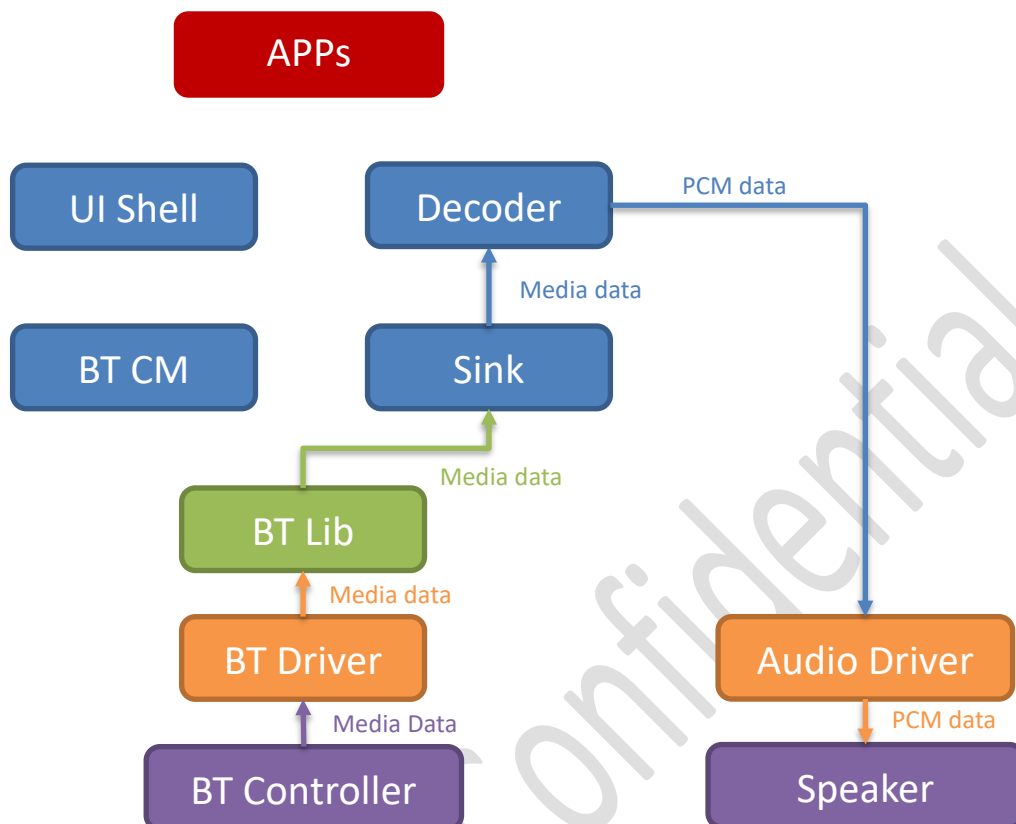 APPs
UI Shell
Decoder
PCM data
Media data
BT CM
Sink
Media data
BT Lib
Media data
BT Driver
Audio Driver
Media Data
PCM data
BT Controller
Speaker
Confidential